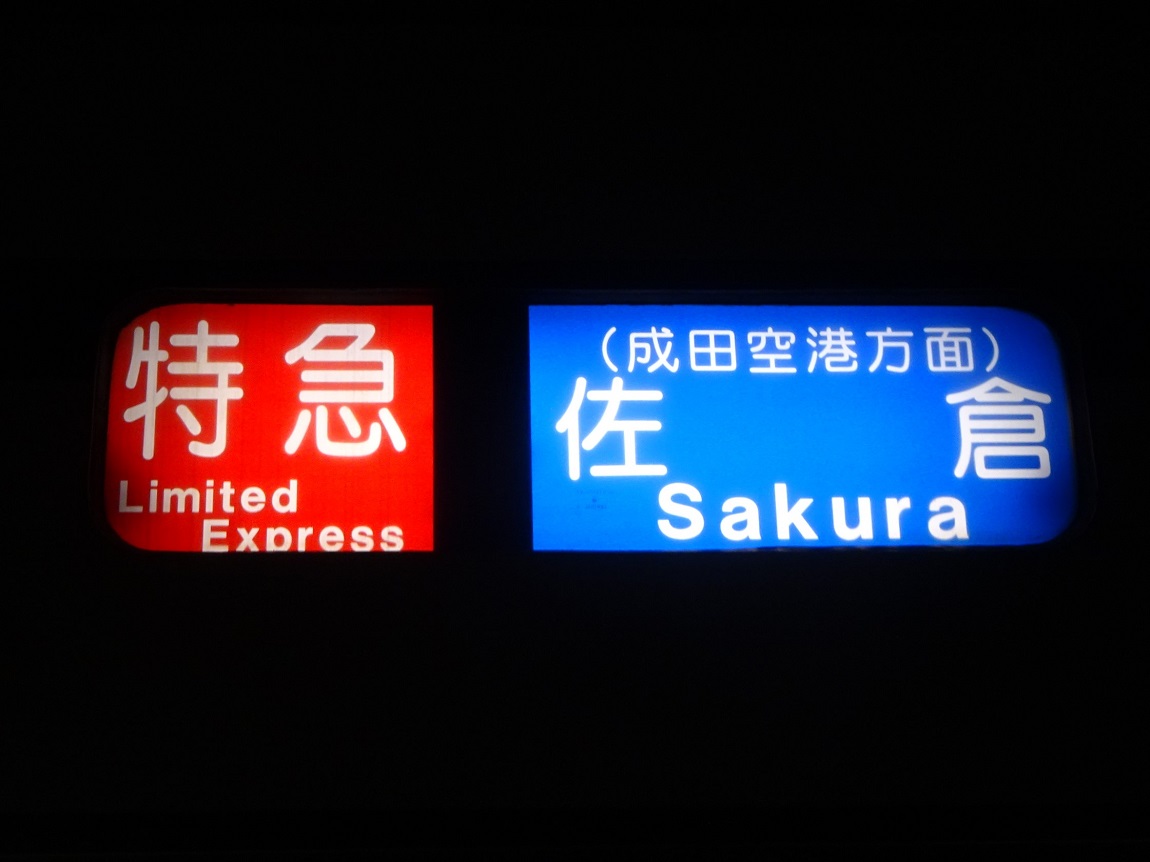 特急
Limited
Express
(成田空港方面)
佐倉
Sakura